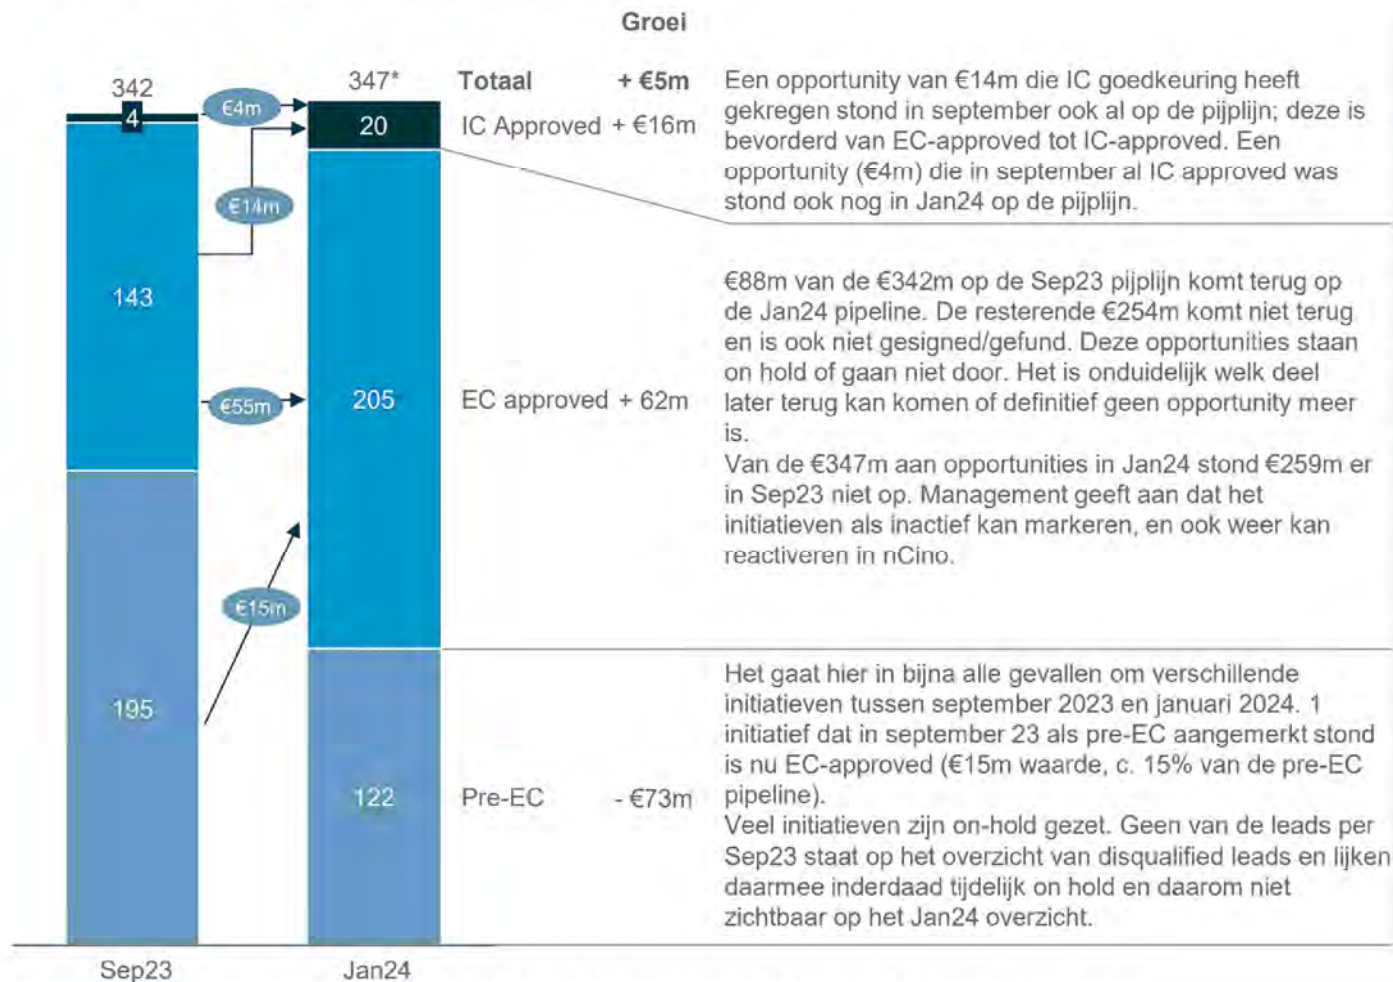 Groei
342
347*
Totaal + €5m
4
€4m
20
IC Approved + €16m
€14m
Een opportunity van €14m die IC goedkeuring heeft
gekregen stond in september ook al op de pijplijn; deze is
bevorderd van EC-approved tot IC-approved. Een
opportunity (€4m) die in september al IC approved was
stond ook nog in Jan24 op de pijplijn.
143
€55m
205
EC approved + 62m
€88m van de €342m op de Sep23 pijplijn komt terug op
de Jan24 pipeline. De resterende €254m komt niet terug
en is ook niet gesigned/gefund. Deze opportunities staan
on hold of gaan niet door. Het is onduidelijk welk deel
later terug kan komen of definitief geen opportunity meer
is.
Van de €347m aan opportunities in Jan24 stond €259m er
in Sep23 niet op. Management geeft aan dat het
initiatieven als inactief kan markeren, en ook weer kan
reactiveren in nCino.
€15m
195
122
Pre-EC - €73m
Het gaat hier in bijna alle gevallen om verschillende
initiatieven tussen september 2023 en januari 2024. 1
initiatief dat in september 23 als pre-EC aangemerkt stond
is nu EC-approved (€15m waarde, c. 15% van de pre-EC
pipeline).
Veel initiatieven zijn on-hold gezet. Geen van de leads per
Sep23 staat op het overzicht van disqualified leads en lijken
daarmee inderdaad tijdelijk on hold en daarom niet
zichtbaar op het Jan24 overzicht.
Sep23
Jan24